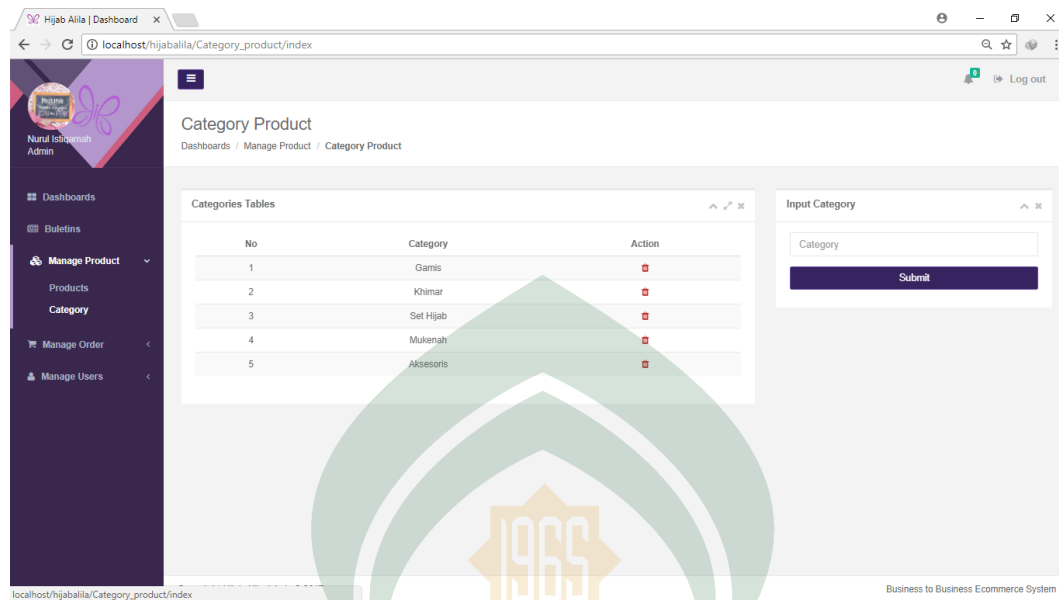 Hijab Alila | Dashboard
localhost/hijabalila/Category_product/index
0
Log out
Nurul Istiqamah
Admin
Dashboards
Buletins
Manage Product
Products
Category
Manage Order
Manage Users
Category Product
Dashboards / Manage Product / Category Product
Categories Tables
No Category Action
1 Gamis
2 Khimar
3 Set Hijab
4 Mukenah
5 Aksesoris
Input Category
Category
Submit
1965
Business to Business Ecommerce System
localhost/hijabalila/Category_product/index